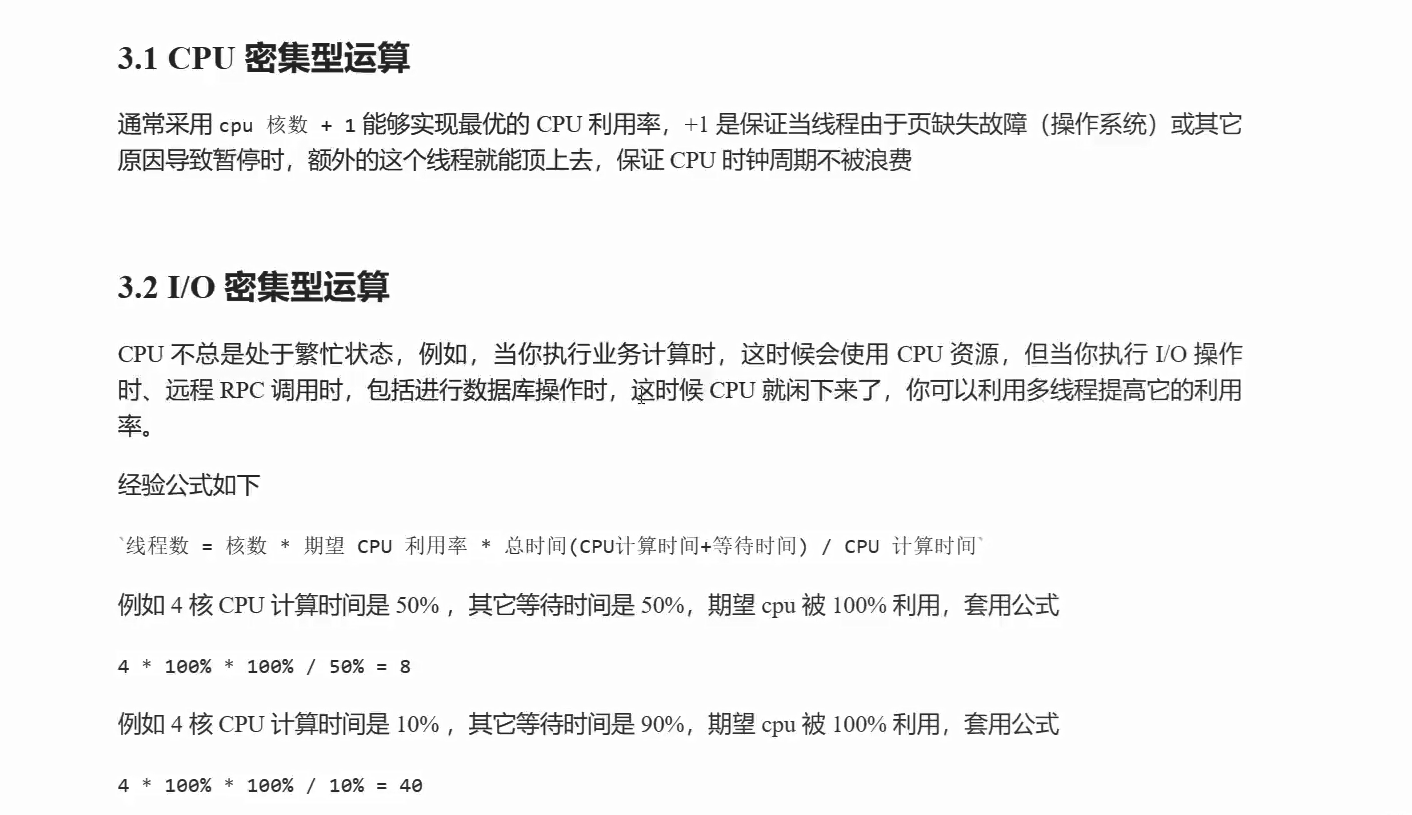 3.1 CPU 密集型运算
通常采用 cpu 核数 + 1 能够实现最优的 CPU 利用率，+1 是保证当线程由于页缺失故障（操作系统）或其它
原因导致暂停时，额外的这个线程就能顶上去，保证 CPU 时钟周期不被浪费
3.2 I/O 密集型运算
CPU 不总是处于繁忙状态，例如，当你执行业务计算时，这时候会使用 CPU 资源，但当你执行 I/O 操作
时、远程 RPC 调用时，包括进行数据库操作时，这时候 CPU 就闲下来了，你可以利用多线程提高它的利用
率。
经验公式如下
`线程数 = 核数 * 期望 CPU 利用率 * 总时间(CPU计算时间+等待时间) / CPU 计算时间`
例如 4 核 CPU 计算时间是 50% ，其它等待时间是 50%，期望 cpu 被 100% 利用，套用公式
4 * 100% * 100% / 50% = 8
例如 4 核 CPU 计算时间是 10% ，其它等待时间是 90%，期望 cpu 被 100% 利用，套用公式
4 * 100% * 100% / 10% = 40